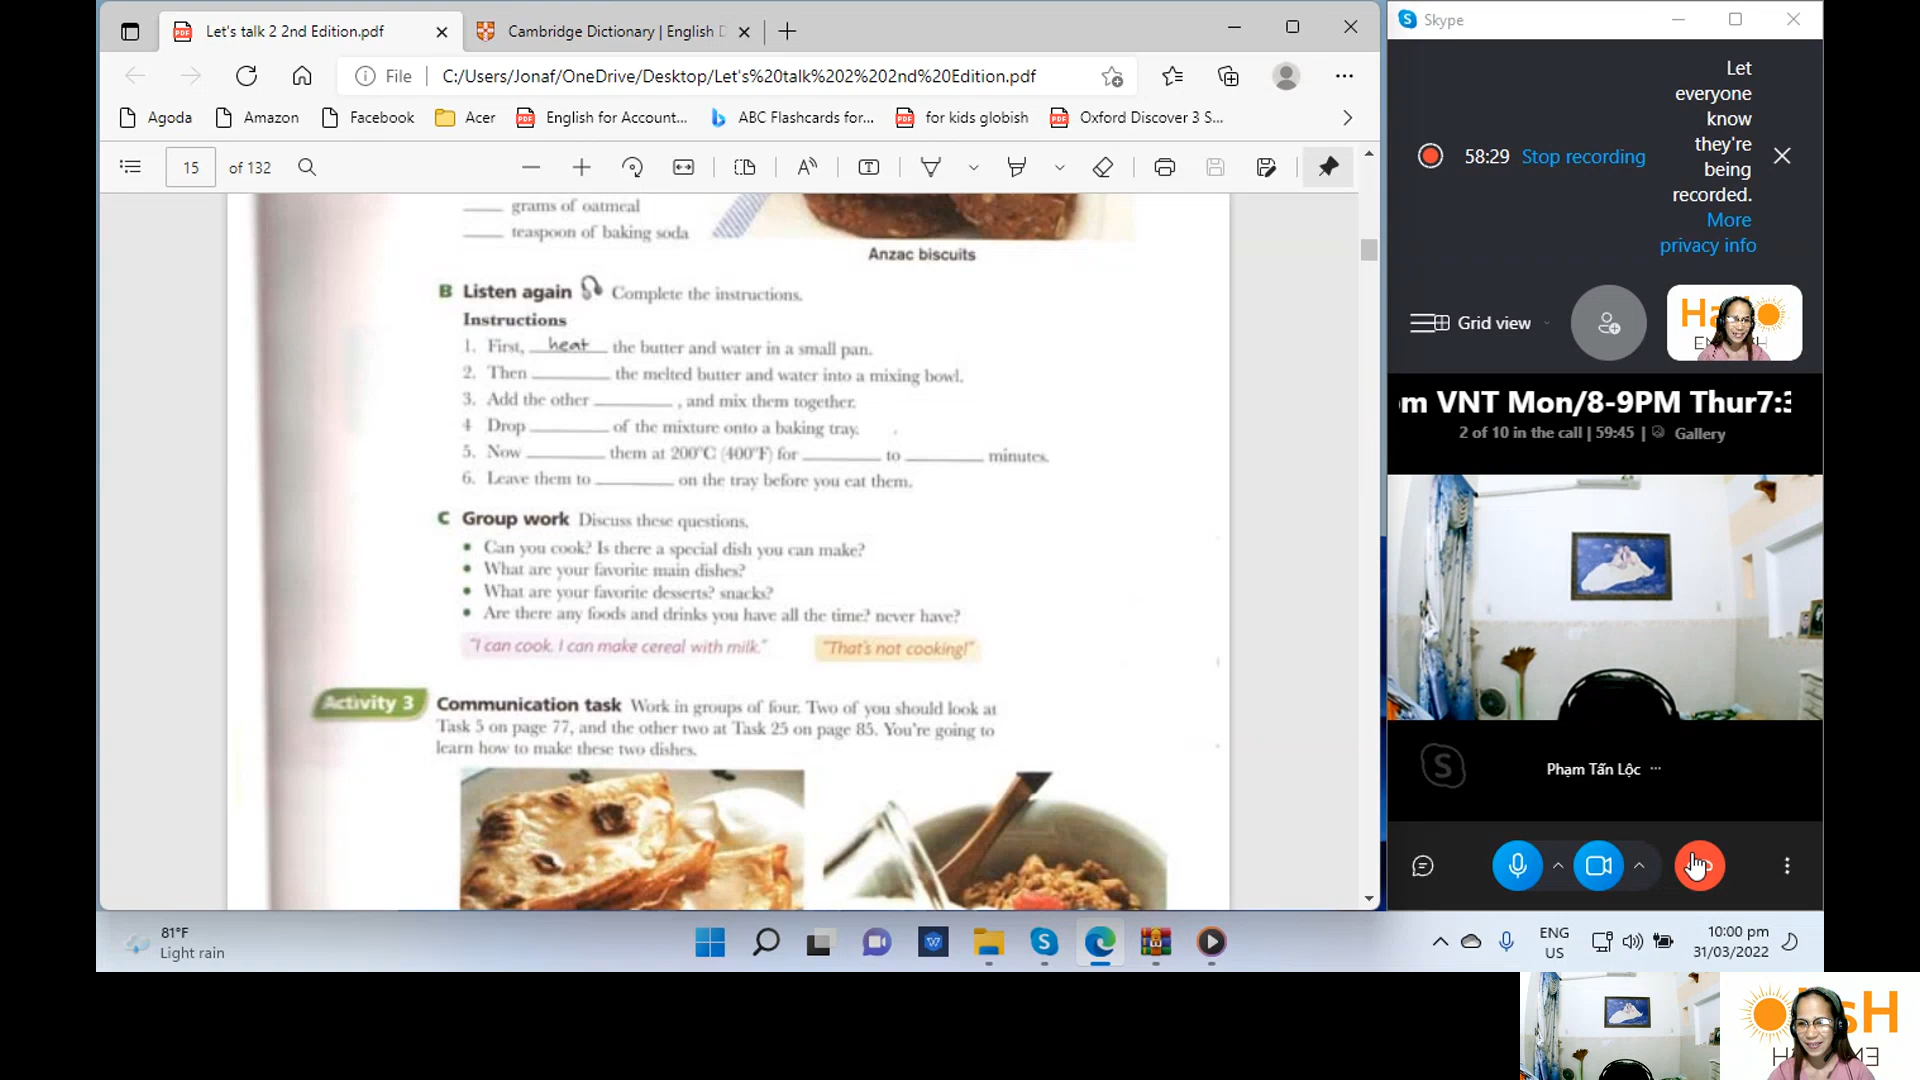 Let's talk 2 2nd Edition.pdf
Cambridge Dictionary | English D
File
C:/Users/Jonaf/OneDrive/Desktop/Let's%20talk%202%202nd%20Edition.pdf
Agoda
Amazon
Facebook
Acer
English for Account...
ABC Flashcards for...
for kids globish
Oxford Discover 3 S...
15 of 132
____ grams of oatmeal
____ teaspoon of baking soda
Anzac biscuits
B Listen again Complete the instructions.
Instructions
1. First, heat the butter and water in a small pan.
2. Then ________ the melted butter and water into a mixing bowl.
3. Add the other ________ , and mix them together.
4 Drop ________ of the mixture onto a baking tray.
5. Now ________ them at 200°C (400°F) for ________ to ________ minutes.
6. Leave them to ________ on the tray before you eat them.
C Group work Discuss these questions.
• Can you cook? Is there a special dish you can make?
• What are your favorite main dishes?
• What are your favorite desserts? snacks?
• Are there any foods and drinks you have all the time? never have?
"I can cook. I can make cereal with milk."
"That's not cooking!"
Activity 3
Communication task Work in groups of four. Two of you should look at
Task 5 on page 77, and the other two at Task 25 on page 85. You're going to
learn how to make these two dishes.
Skype
58:29 Stop recording
Let
everyone
know
they're
being
recorded.
More
privacy info
Grid view
m VNT Mon/8-9PM Thur7:3
2 of 10 in the call | 59:45 | Gallery
Phạm Tấn Lộc
81°F
Light rain
ENG
US
10:00 pm
31/03/2022